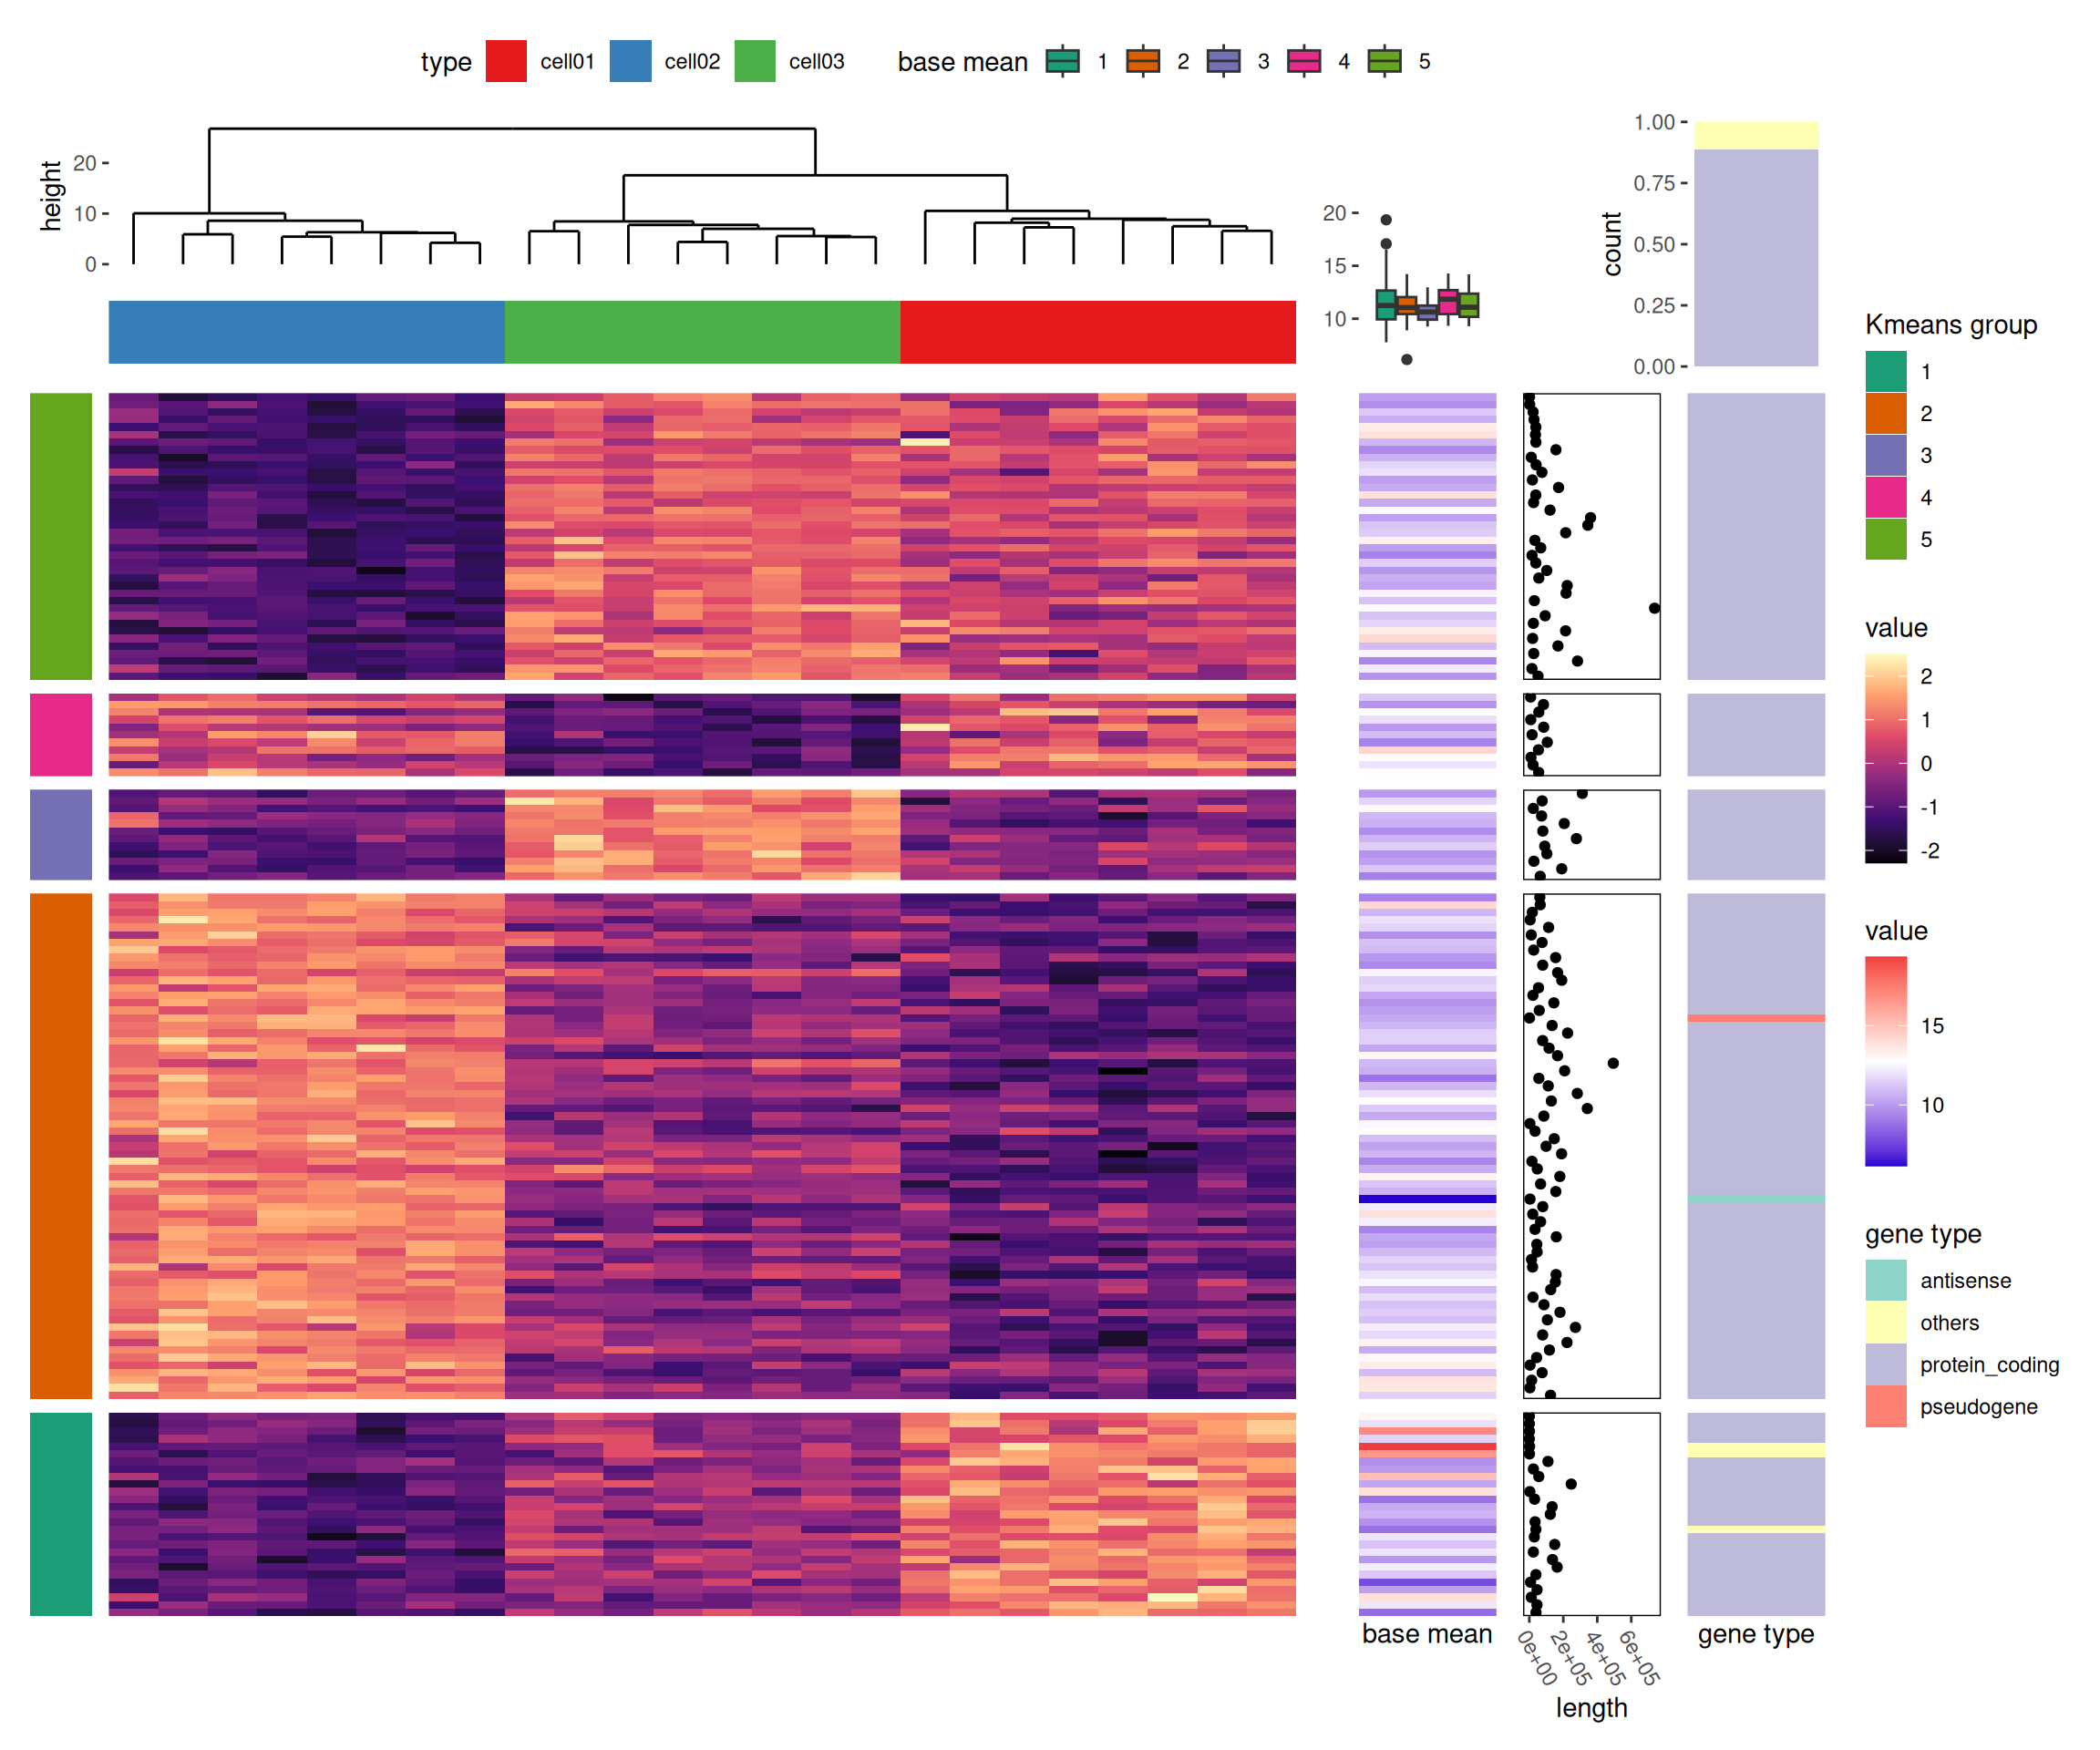 type cell01 cell02 cell03 base mean 1 2 3 4 5
height
20
10
0
20
15
10
count
1.00
0.75
0.50
0.25
0.00
Kmeans group
1
2
3
4
5
value
2
1
0
-1
-2
value
15
10
gene type
antisense
others
protein_coding
pseudogene
base mean
0e+00
2e+05
4e+05
6e+05
length
gene type